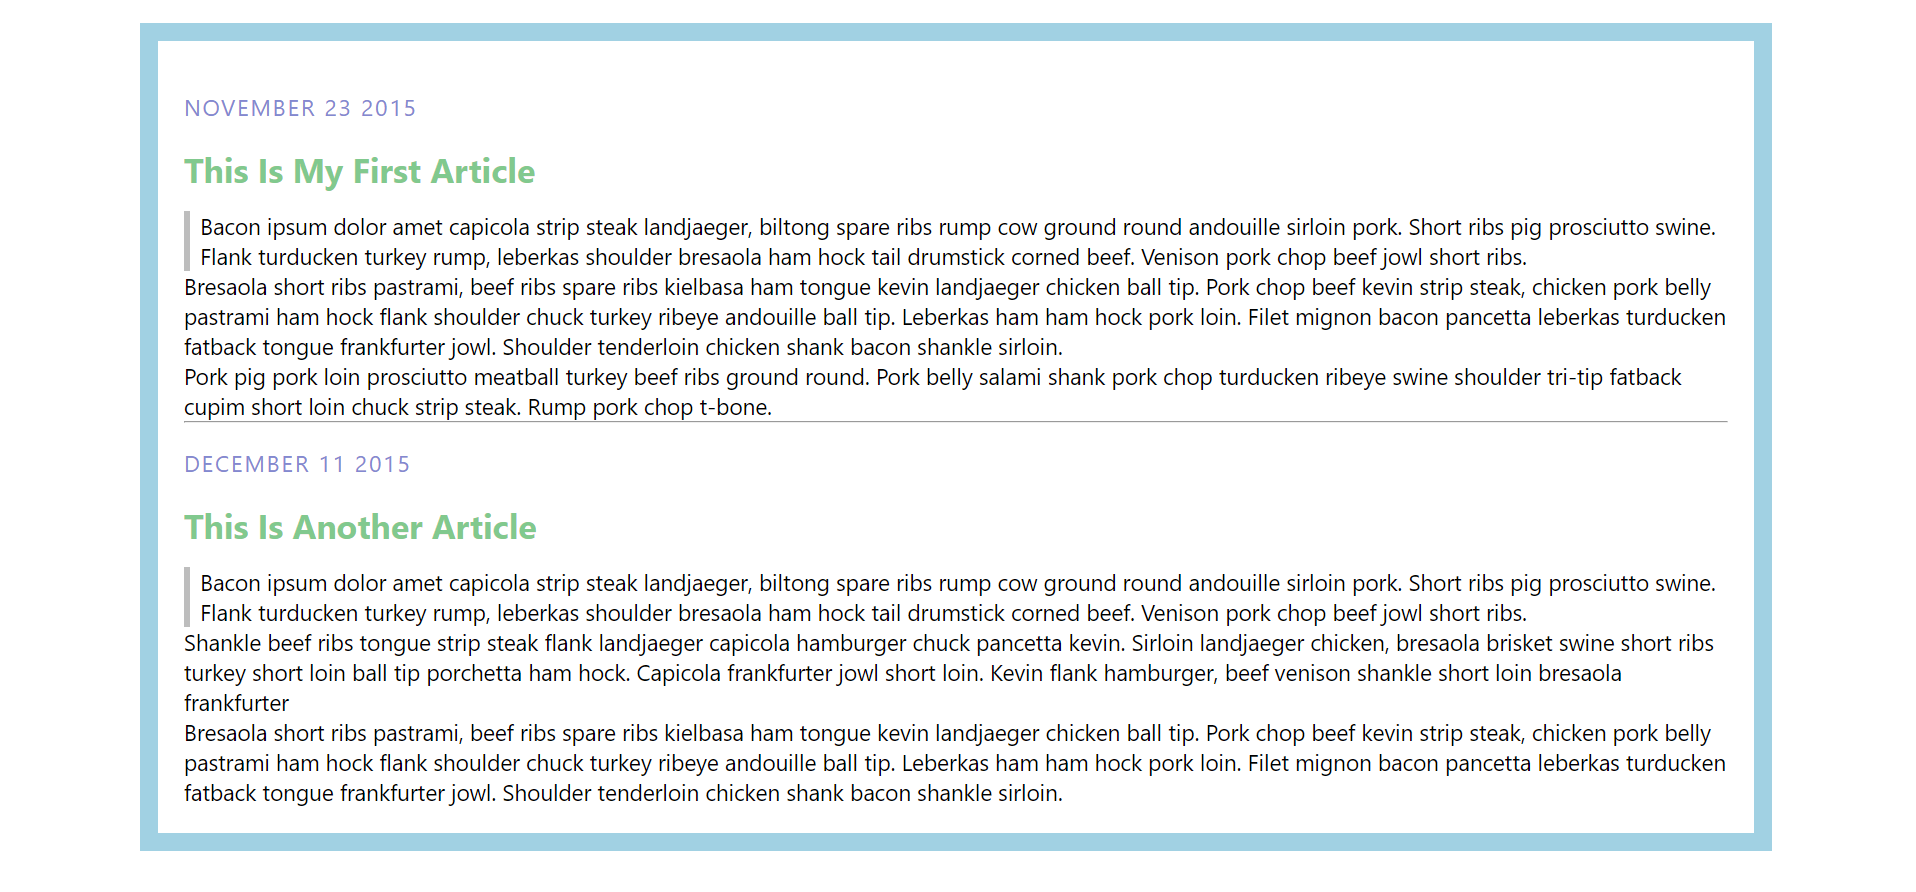 NOVEMBER 23 2015
This Is My First Article
Bacon ipsum dolor amet capicola strip steak landjaeger, biltong spare ribs rump cow ground round andouille sirloin pork. Short ribs pig prosciutto swine.
Flank turducken turkey rump, leberkas shoulder bresaola ham hock tail drumstick corned beef. Venison pork chop beef jowl short ribs.
Bresaola short ribs pastrami, beef ribs spare ribs kielbasa ham tongue kevin landjaeger chicken ball tip. Pork chop beef kevin strip steak, chicken pork belly
pastrami ham hock flank shoulder chuck turkey ribeye andouille ball tip. Leberkas ham ham hock pork loin. Filet mignon bacon pancetta leberkas turducken
fatback tongue frankfurter jowl. Shoulder tenderloin chicken shank bacon shankle sirloin.
Pork pig pork loin prosciutto meatball turkey beef ribs ground round. Pork belly salami shank pork chop turducken ribeye swine shoulder tri-tip fatback
cupim short loin chuck strip steak. Rump pork chop t-bone.
DECEMBER 11 2015
This Is Another Article
Bacon ipsum dolor amet capicola strip steak landjaeger, biltong spare ribs rump cow ground round andouille sirloin pork. Short ribs pig prosciutto swine.
Flank turducken turkey rump, leberkas shoulder bresaola ham hock tail drumstick corned beef. Venison pork chop beef jowl short ribs.
Shankle beef ribs tongue strip steak flank landjaeger capicola hamburger chuck pancetta kevin. Sirloin landjaeger chicken, bresaola brisket swine short ribs
turkey short loin ball tip porchetta ham hock. Capicola frankfurter jowl short loin. Kevin flank hamburger, beef venison shankle short loin bresaola
frankfurter
Bresaola short ribs pastrami, beef ribs spare ribs kielbasa ham tongue kevin landjaeger chicken ball tip. Pork chop beef kevin strip steak, chicken pork belly
pastrami ham hock flank shoulder chuck turkey ribeye andouille ball tip. Leberkas ham ham hock pork loin. Filet mignon bacon pancetta leberkas turducken
fatback tongue frankfurter jowl. Shoulder tenderloin chicken shank bacon shankle sirloin.